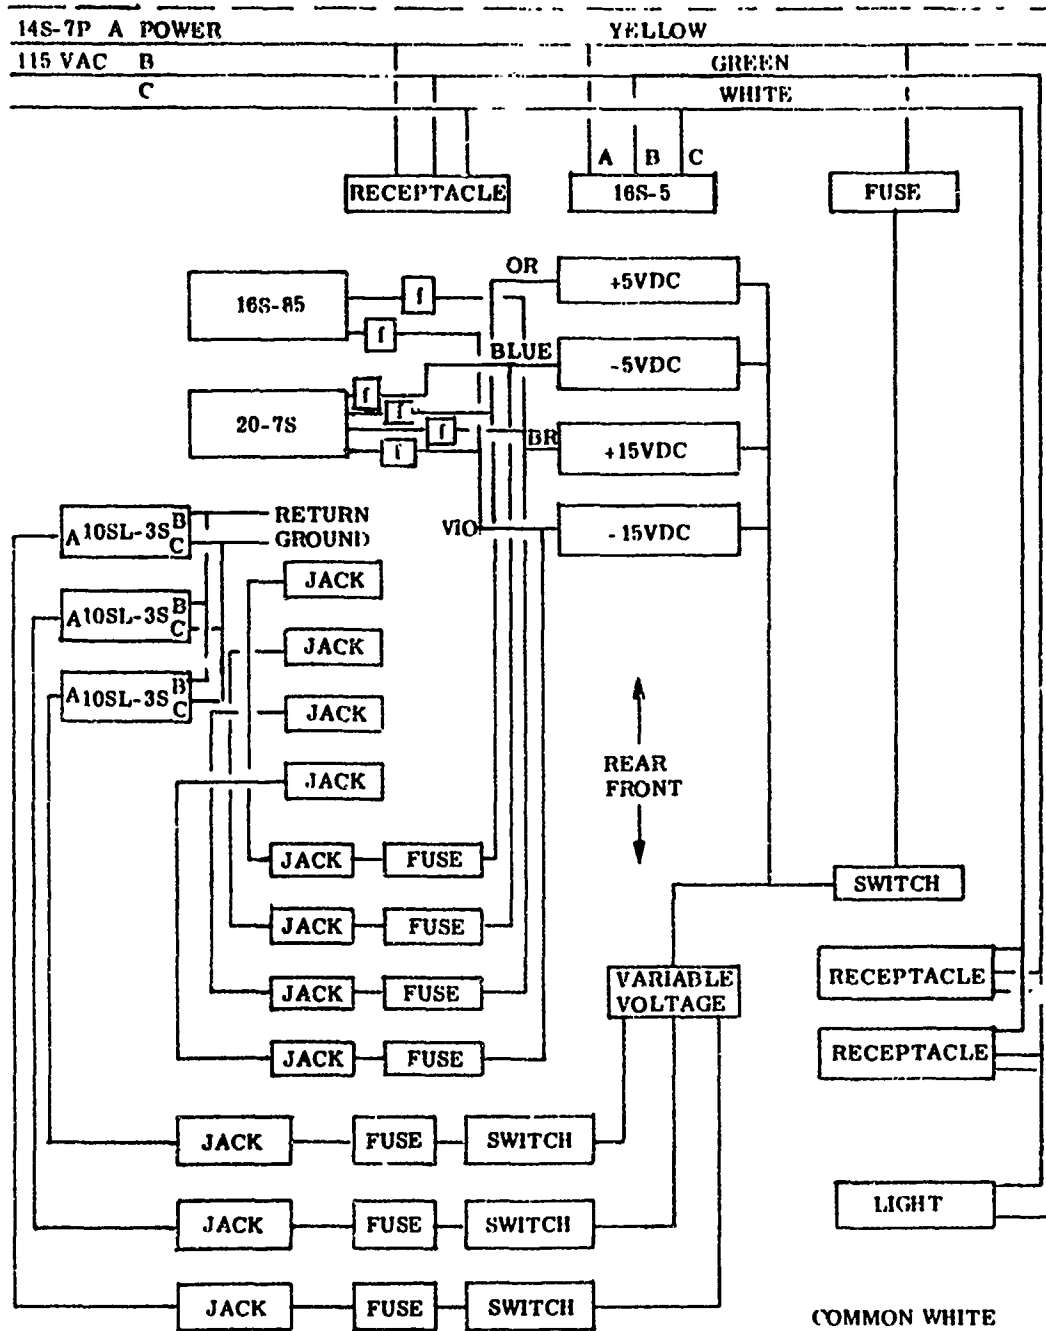 14S-7P A POWER YELLOW
115 VAC B GREEN
C WHITE
A B C
RECEPTACLE 16S-5 FUSE
OR
+5VDC
16S-85 f
f
BLUE
-5VDC
f
f
20-7S f
BR +15VDC
f
A 10SL-3S B RETURN
C GROUND
VIO -15VDC
JACK
A 10SL-3S B
C
JACK
A 10SL-3S B
C
JACK
REAR
FRONT
JACK
JACK FUSE
SWITCH
JACK FUSE
VARIABLE
VOLTAGE
RECEPTACLE
JACK FUSE
JACK FUSE
RECEPTACLE
JACK FUSE SWITCH
LIGHT
JACK FUSE SWITCH
JACK FUSE SWITCH
COMMON WHITE